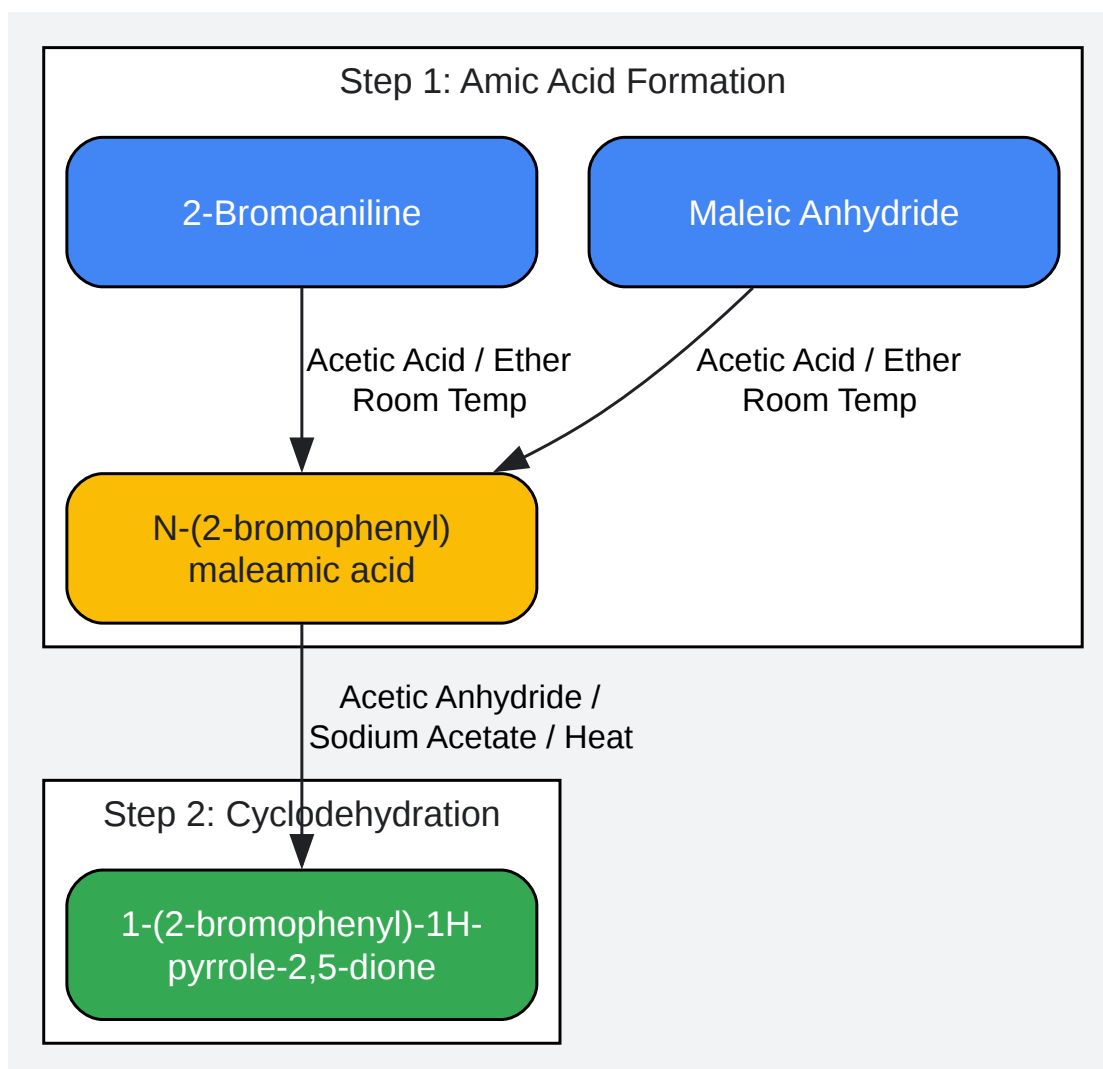 Step 1: Amic Acid Formation
2-Bromoaniline
Maleic Anhydride
Acetic Acid / Ether
Room Temp
Acetic Acid / Ether
Room Temp
N-(2-bromophenyl)
maleamic acid
Acetic Anhydride /
Sodium Acetate / Heat
Step 2: Cyclodehydration
1-(2-bromophenyl)-1H-
pyrrole-2,5-dione